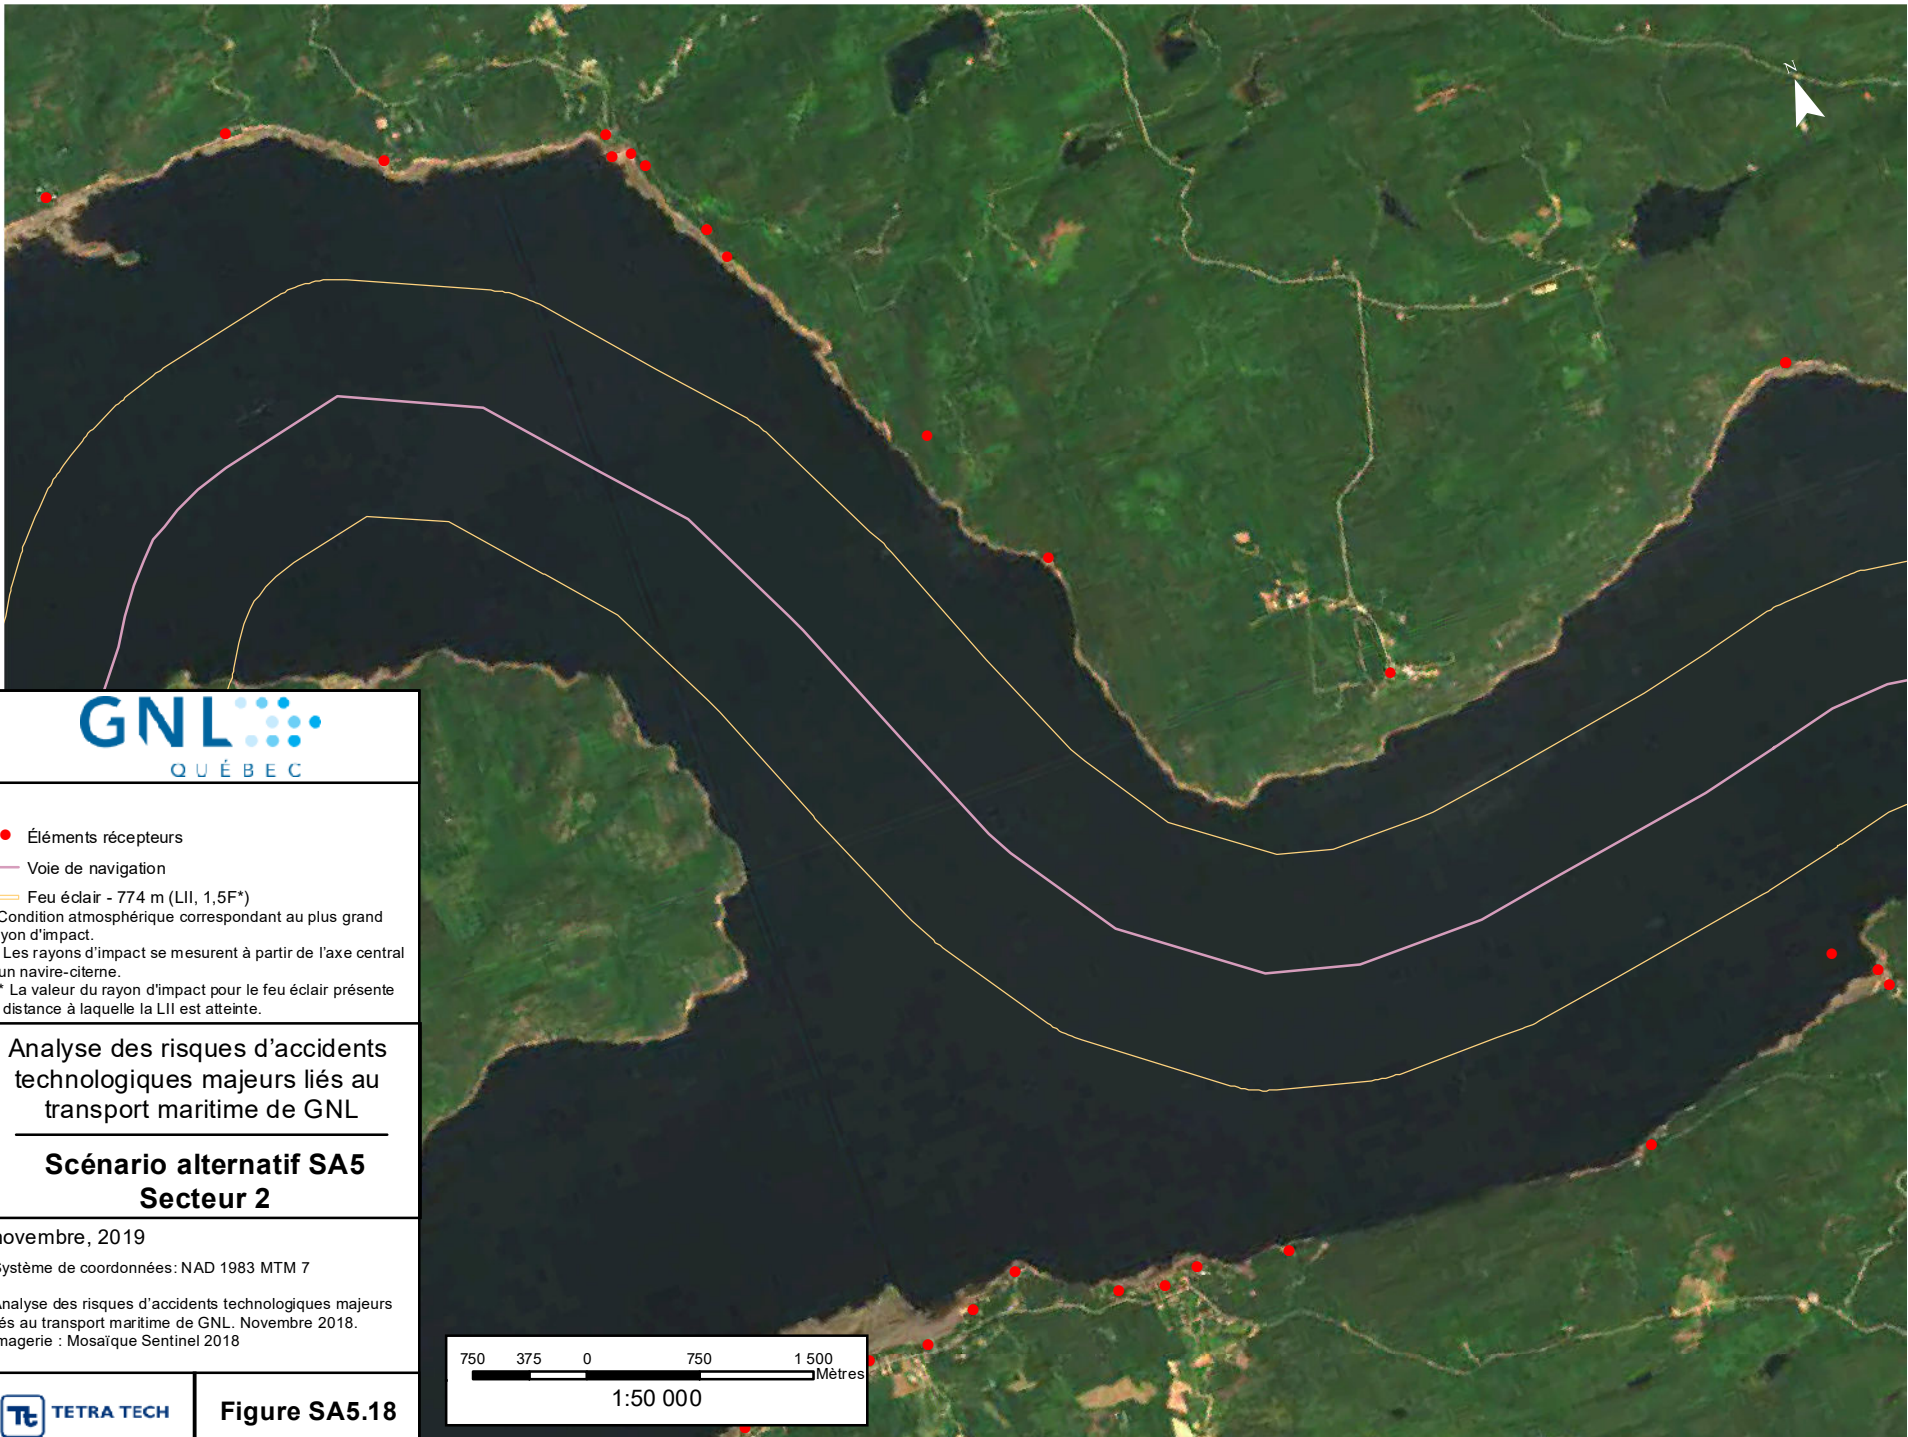 N
GNL
QUÉBEC
Éléments récepteurs
Voie de navigation
Feu éclair - 774 m (LII, 1,5F*)
Condition atmosphérique correspondant au plus grand
yon d'impact.
Les rayons d'impact se mesurent à partir de l'axe central
un navire-citerne.
* La valeur du rayon d'impact pour le feu éclair présente
distance à laquelle la LII est atteinte.
Analyse des risques d'accidents
technologiques majeurs liés au
transport maritime de GNL
Scénario alternatif SA5
Secteur 2
novembre, 2019
Système de coordonnées: NAD 1983 MTM 7
Analyse des risques d'accidents technologiques majeurs
és au transport maritime de GNL. Novembre 2018.
magerie : Mosaïque Sentinel 2018
Tt TETRA TECH
Figure SA5.18
750 375 0 750 1 500
Mètres
1:50 000